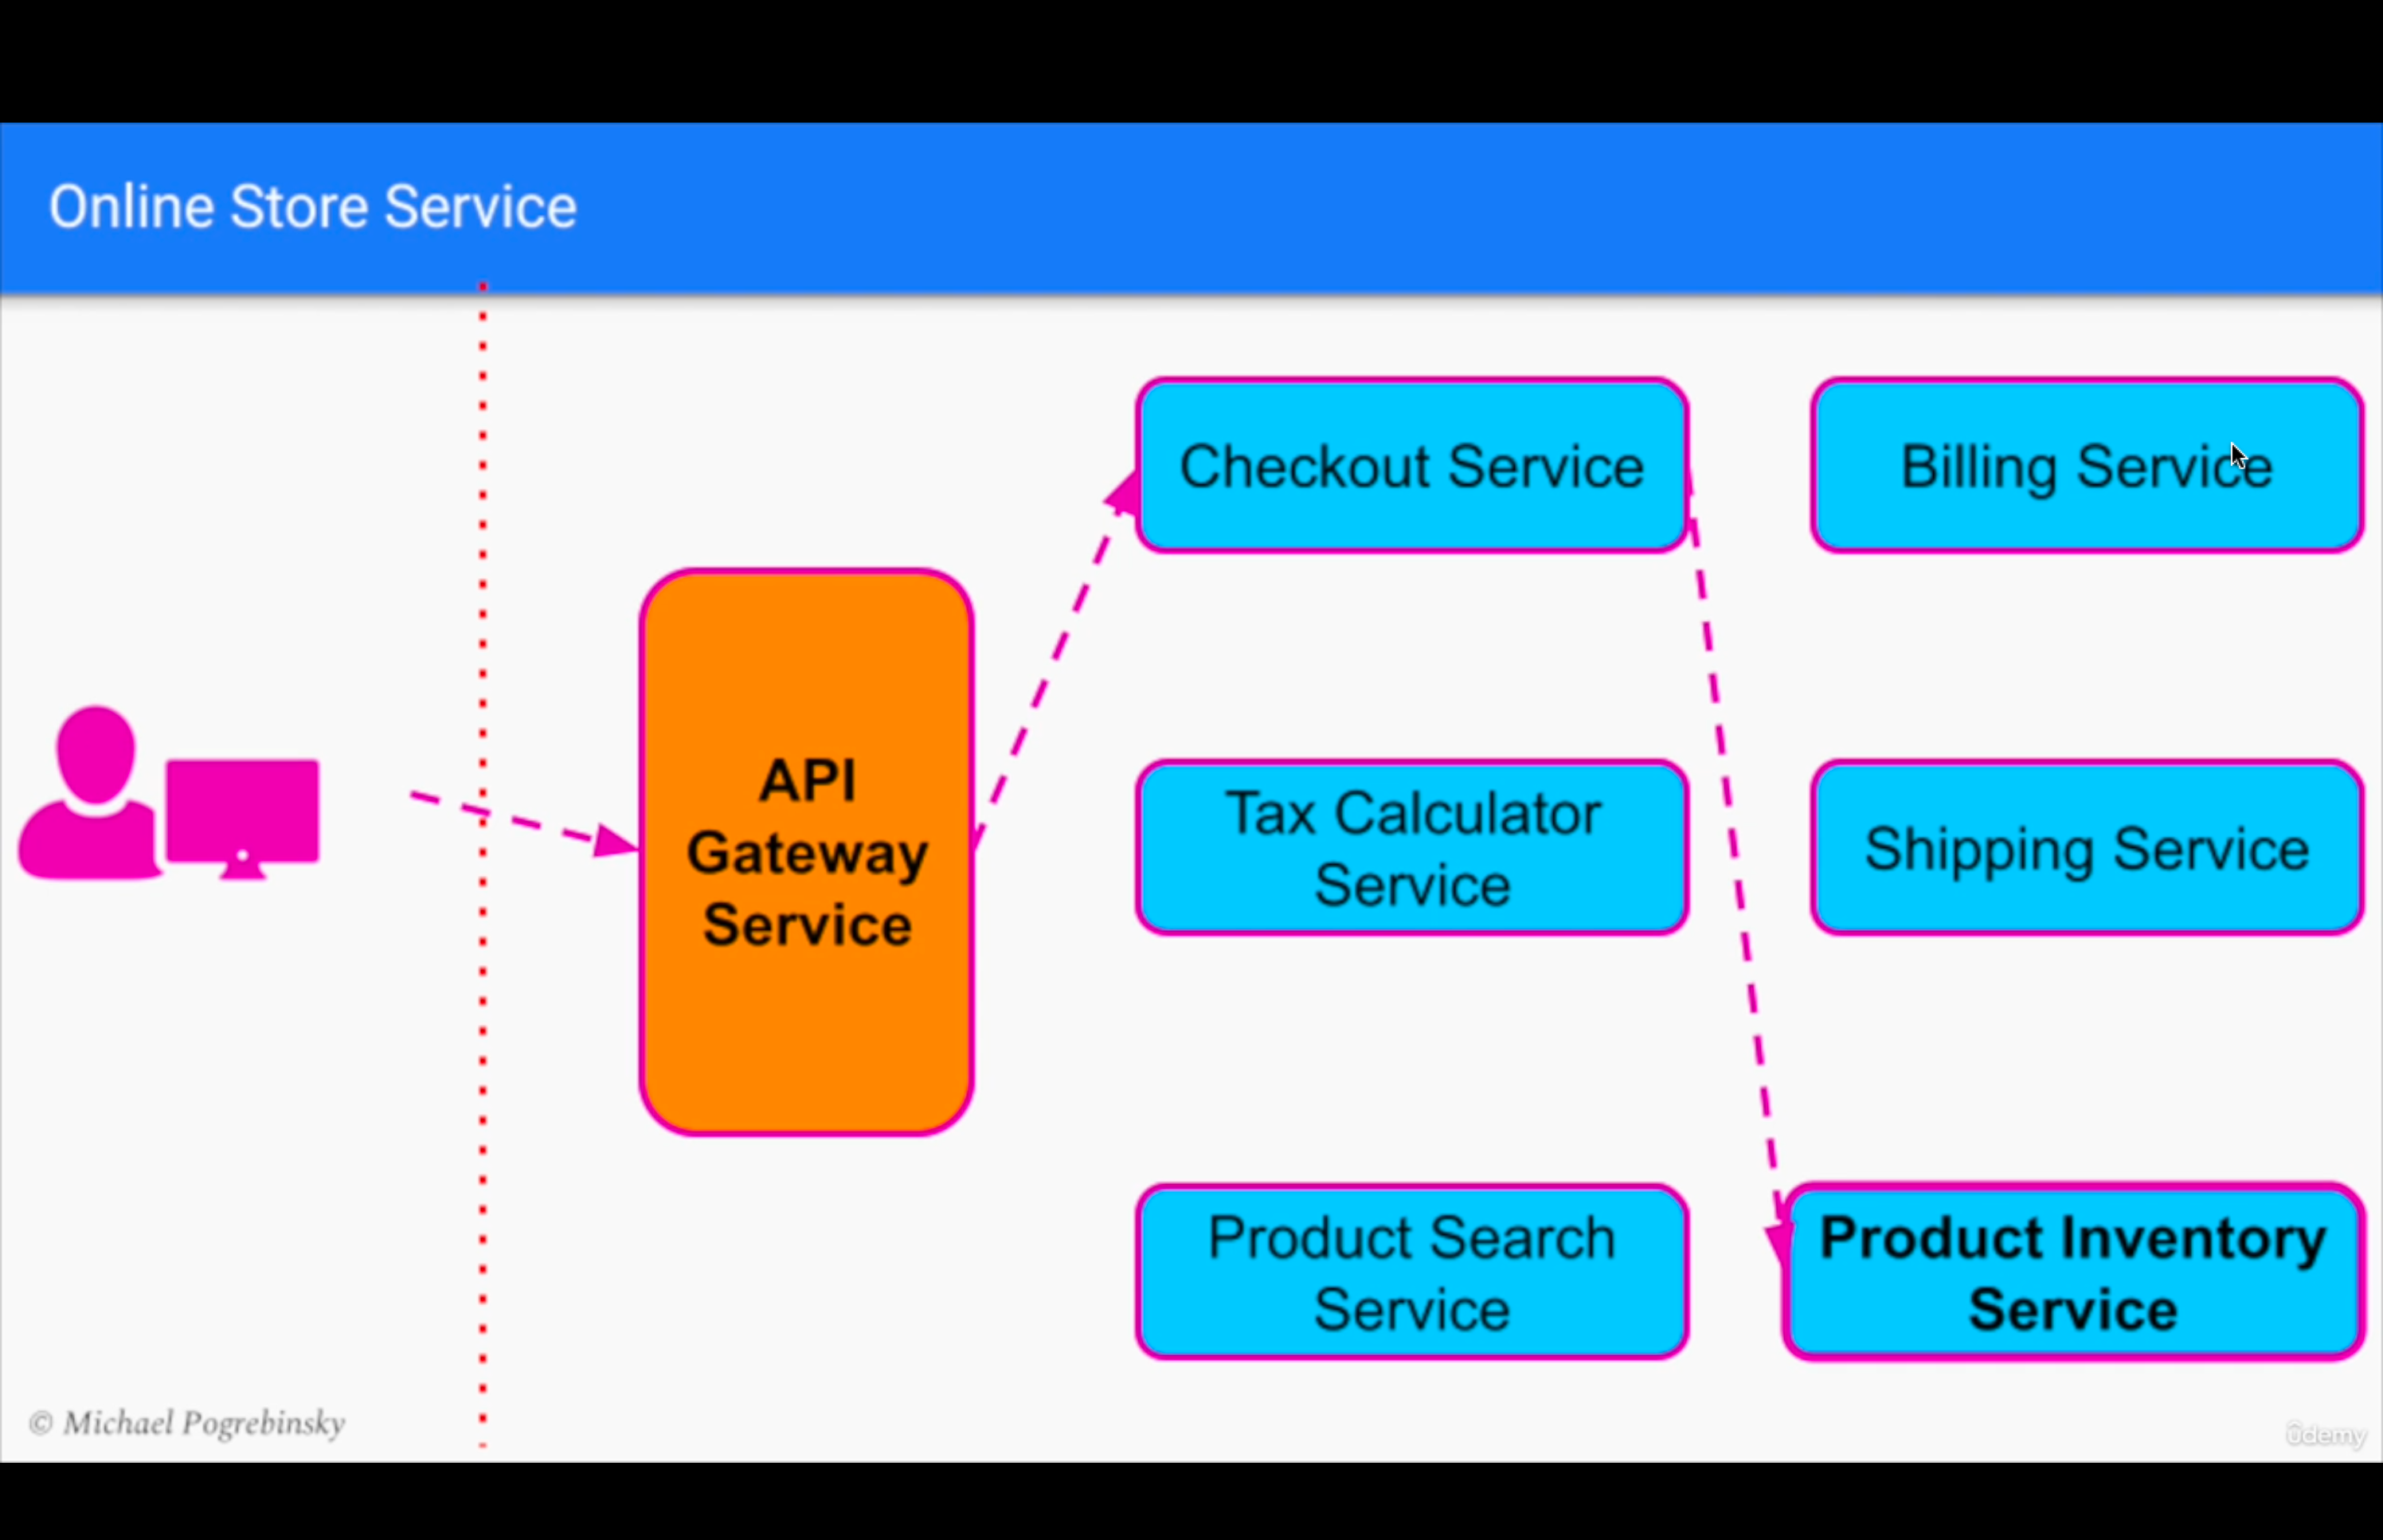 Online Store Service
Checkout Service
Billing Service
API
Gateway
Service
Tax Calculator
Service
Shipping Service
Product Search
Service
Product Inventory
Service
© Michael Pogrebinsky
ûdemy